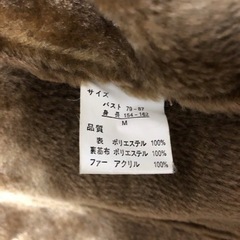 サイズ
バスト 79-87
身長 154-162
M
品質
表 ポリエステル 100%
裏芯布 ポリエステル 100%
ファー アクリル 100%